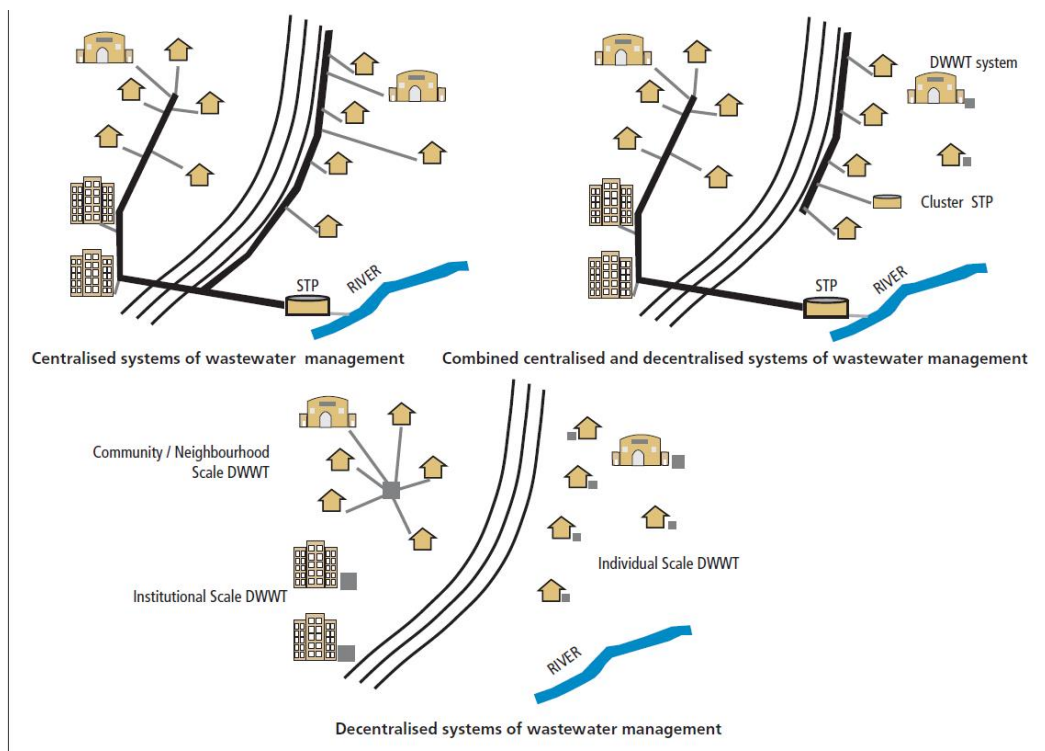 DWWT system
Cluster STP
STP
RIVER
STP
RIVER
Centralised systems of wastewater management
Combined centralised and decentralised systems of wastewater management
Community / Neighbourhood
Scale DWWT
Individual Scale DWWT
Institutional Scale DWWT
RIVER
Decentralised systems of wastewater management